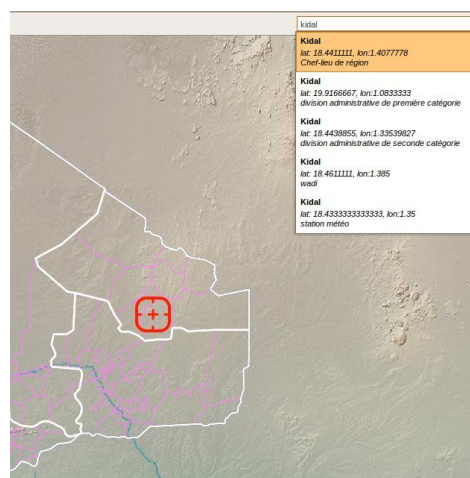 kidal
Kidal
lat: 18.4411111, lon:1.4077778
Chef-lieu de région
Kidal
lat: 19.9166667, lon:1.0833333
division administrative de première catégorie
Kidal
lat: 18.4438855, lon:1.33539827
division administrative de seconde catégorie
Kidal
lat: 18.4611111, lon:1.385
wadi
Kidal
lat: 18.4333333333333, lon:1.35
station météo